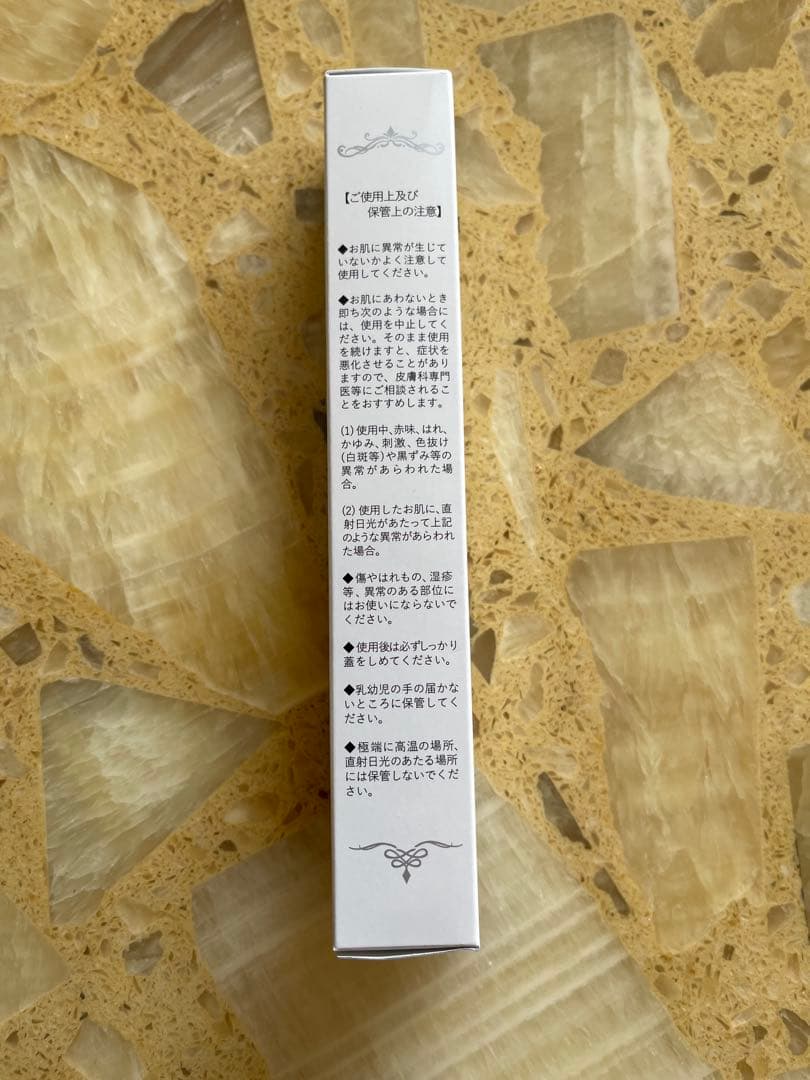 【ご使用上及び
保管上の注意】
◆お肌に異常が生じて
いないかよく注意して
使用してください。
◆お肌にあわないとき
即ち次のような場合に
は、使用を中止してく
ださい。そのまま使用
を続けますと、症状を
悪化させることがあり
ますので、皮膚科専門
医等にご相談されるこ
とをおすすめします。
(1) 使用中、赤味、はれ、
かゆみ、刺激、色抜け
(白斑等)や黒ずみ等の
異常があらわれた場
合。
(2) 使用したお肌に、直
射日光があたって上記
のような異常があらわれ
た場合。
◆傷やはれもの、湿疹
等、異常のある部位に
はお使いにならないで
ください。
◆使用後は必ずしっかり
蓋をしめてください。
◆乳幼児の手の届かな
いところに保管してく
ださい。
◆極端に高温の場所、
直射日光のあたる場所
には保管しないでくだ
さい。